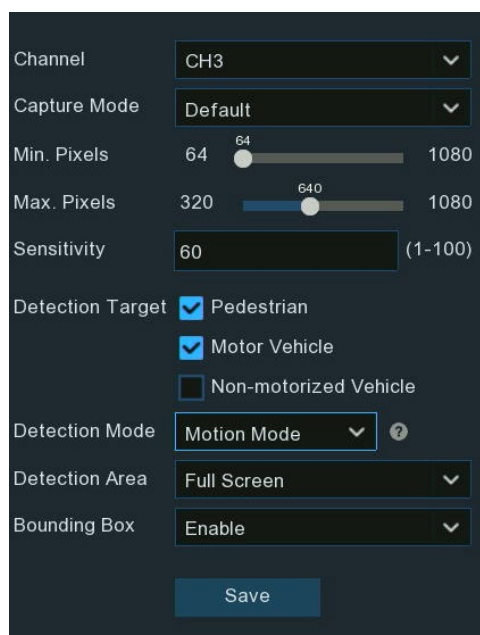 Channel CH3
Capture Mode Default
64
Min. Pixels 64 1080
640
Max. Pixels 320 1080
Sensitivity 60 (1-100)
Detection Target Pedestrian
Motor Vehicle
Non-motorized Vehicle
Detection Mode Motion Mode ?
Detection Area Full Screen
Bounding Box Enable
Save